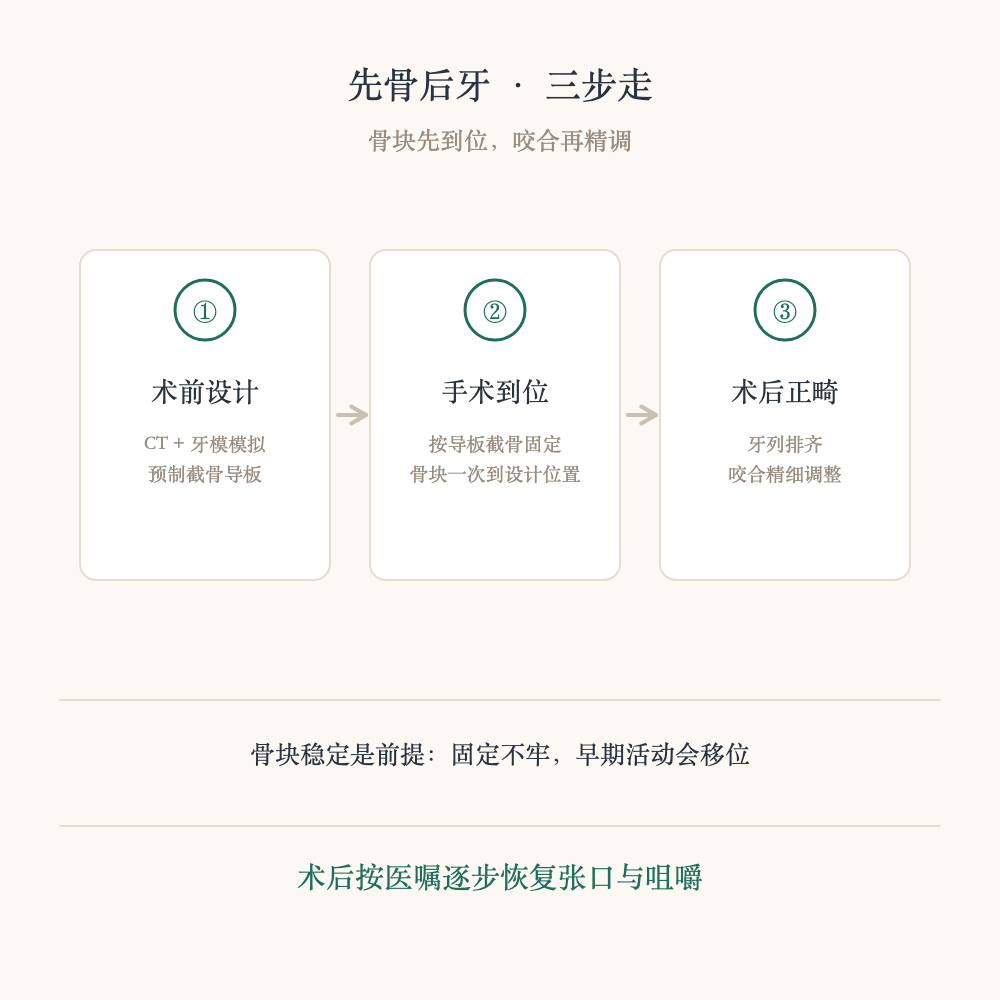 先骨后牙 · 三步走
骨块先到位，咬合再精调
①
术前设计
CT + 牙模模拟
预制截骨导板
②
手术到位
按导板截骨固定
骨块一次到设计位置
③
术后正畸
牙列排齐
咬合精细调整
骨块稳定是前提：固定不牢，早期活动会移位
术后按医嘱逐步恢复张口与咀嚼